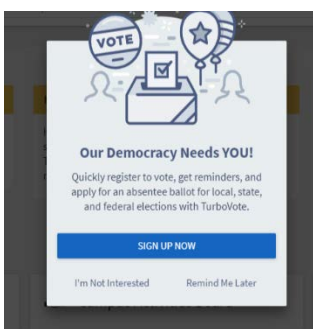 VOTE
Our Democracy Needs YOU!
Quickly register to vote, get reminders, and
apply for an absentee ballot for local, state,
and federal elections with TurboVote.
SIGN UP NOW
I'm Not Interested
Remind Me Later